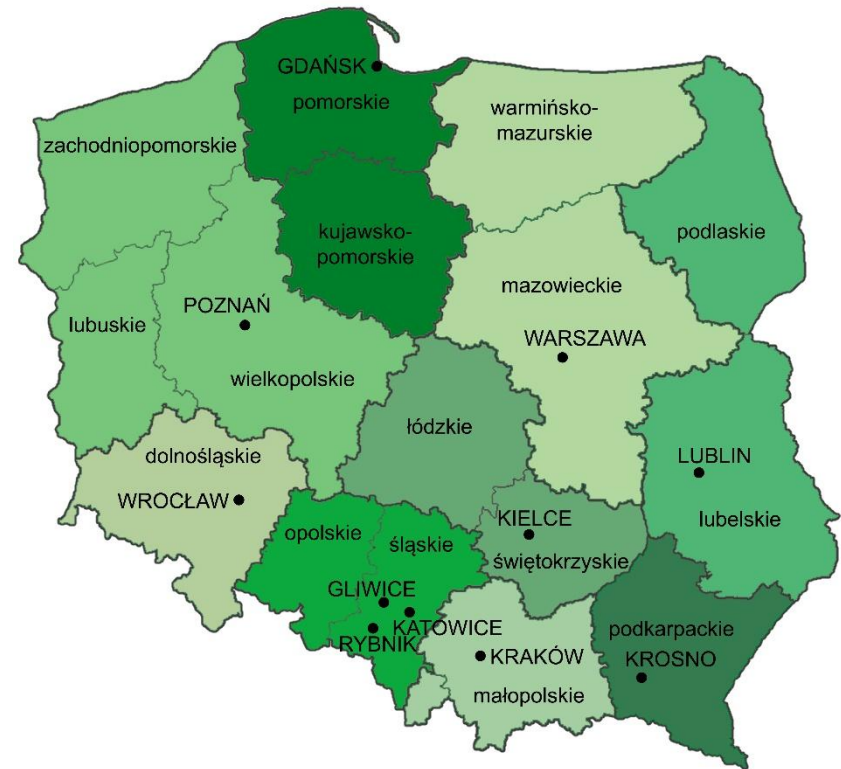 GDAŃSK
pomorskie
warmińsko-
mazurskie
zachodniopomorskie
kujawsko-
pomorskie
podlaskie
mazowieckie
POZNAŃ
lubuskie
WARSZAWA
wielkopolskie
łódzkie
dolnośląskie
LUBLIN
WROCŁAW
KIELCE
lubelskie
opolskie
śląskie
świętokrzyskie
GLIWICE
KATOWICE
podkarpackie
RYBNIK
KRAKÓW
KROSNO
małopolskie